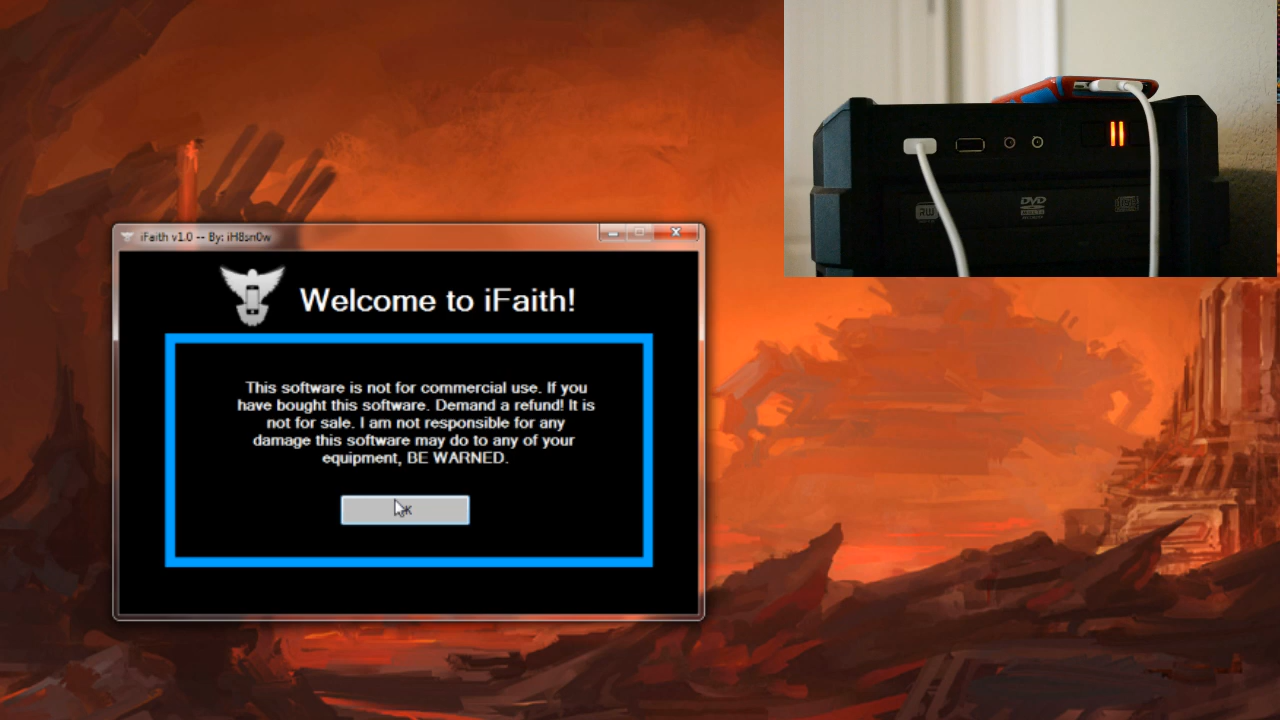 iFaith v1.0 -- By: iH8sn0w
Welcome to iFaith!
This software is not for commercial use. If you
have bought this software. Demand a refund! It is
not for sale. I am not responsible for any
damage this software may do to any of your
equipment, BE WARNED.
RW
DVD